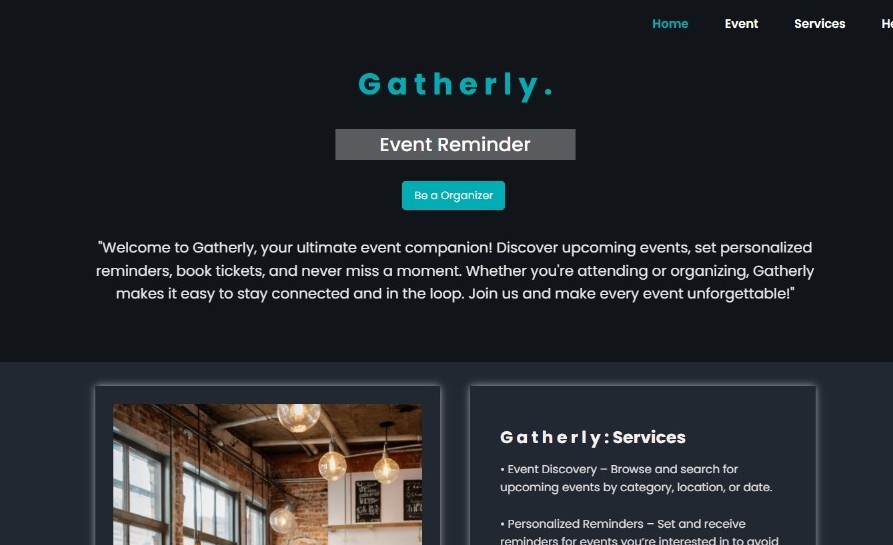 Home Event Services
Gatherly.
Event Reminder
Be a Organizer
"Welcome to Gatherly, your ultimate event companion! Discover upcoming events, set personalized
reminders, book tickets, and never miss a moment. Whether you're attending or organizing, Gatherly
makes it easy to stay connected and in the loop. Join us and make every event unforgettable!"
Gatherly: Services
• Event Discovery – Browse and search for
upcoming events by category, location, or date.
• Personalized Reminders – Set and receive
reminders for events you're interested in to avoid